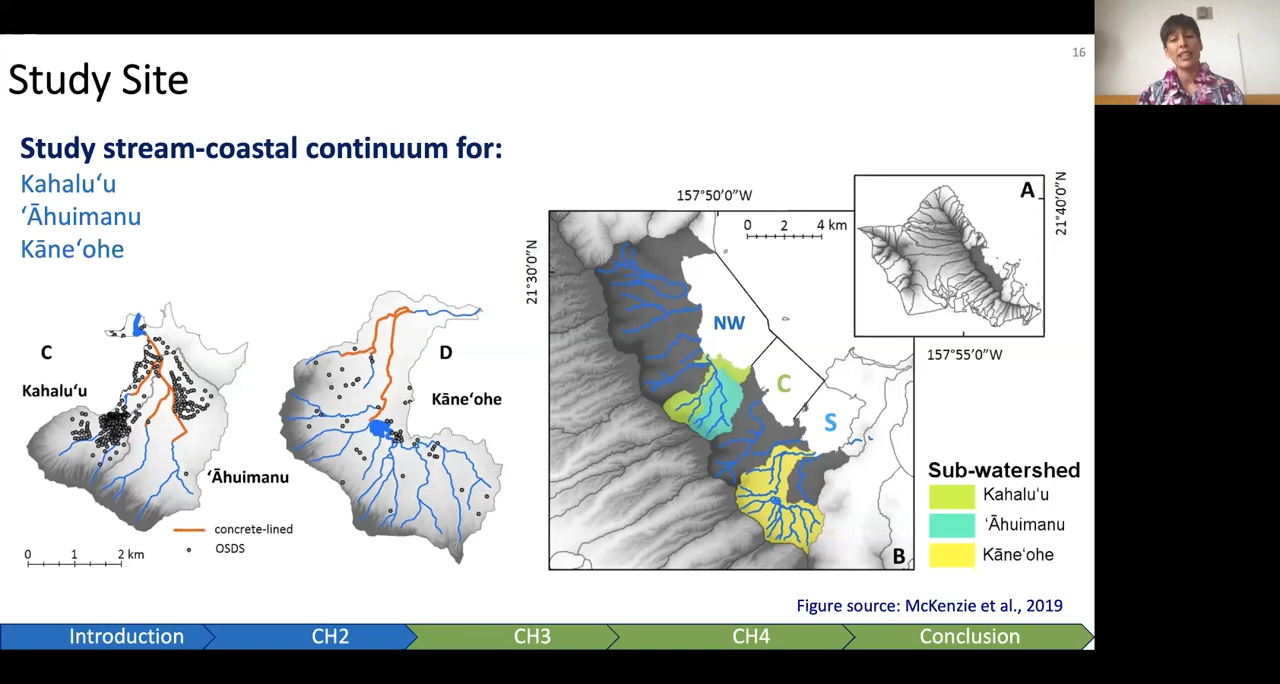 16
Study Site
Study stream-coastal continuum for:
Kahaluʻu
ʻĀhuimanu
Kāneʻohe
C
Kahaluʻu
ʻĀhuimanu
D
Kāneʻohe
concrete-lined
OSDS
0 1 2 km
157°50'0"W
0 2 4 km
21°30'0"N
NW
C
S
B
A
21°40'0"N
157°55'0"W
Sub-watershed
Kahaluʻu
ʻĀhuimanu
Kāneʻohe
Figure source: McKenzie et al., 2019
Introduction
CH2
CH3
CH4
Conclusion